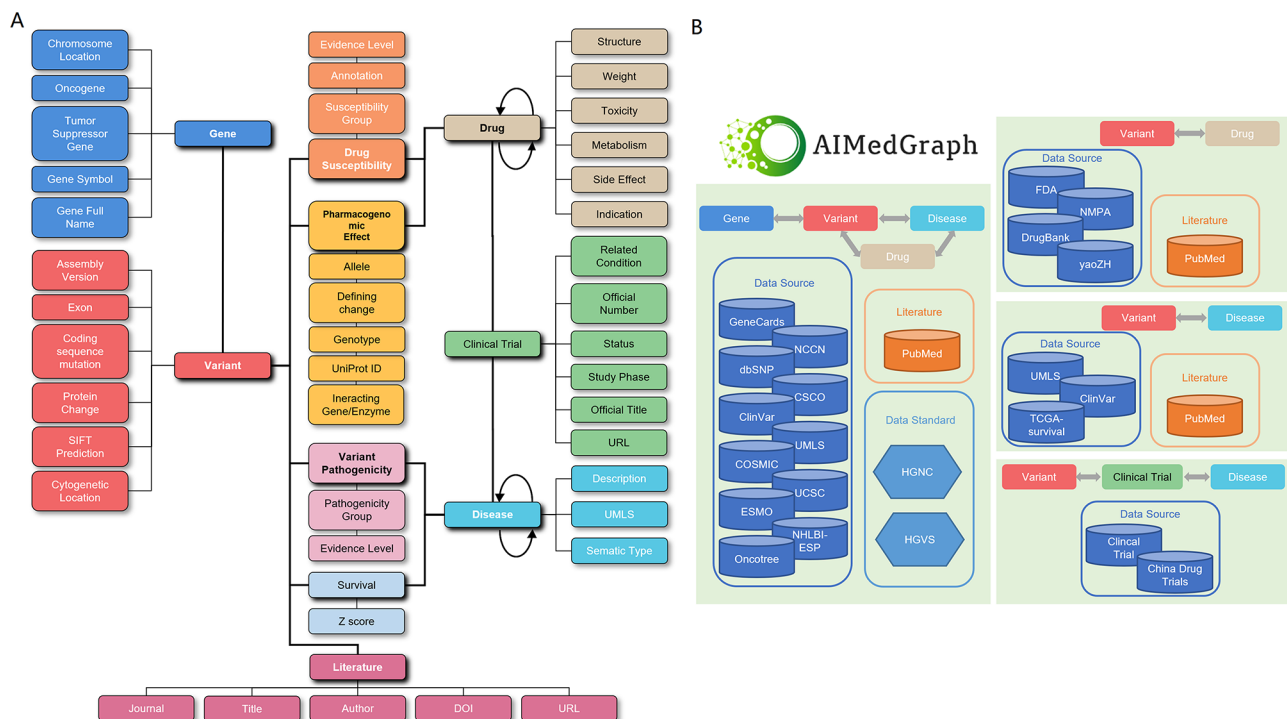 A
Chromosome
Location
Oncogene
Tumor
Suppressor
Gene
Gene Symbol
Gene Full
Name
Gene
Assembly
Version
Exon
Coding
sequence
mutation
Protein
Change
SIFT
Prediction
Cytogenetic
Location
Variant
Evidence Level
Annotation
Susceptibility
Group
Drug
Susceptibility
Pharmacogeno
mic
Effect
Allele
Defining
change
Genotype
UniProt ID
Ineracting
Gene/Enzyme
Variant
Pathogenicity
Pathogenicity
Group
Evidence Level
Survival
Z score
Literature
Journal
Title
Author
DOI
URL
Drug
Structure
Weight
Toxicity
Metabolism
Side Effect
Indication
Clinical Trial
Related
Condition
Official
Number
Status
Study Phase
Official Title
URL
Disease
Description
UMLS
Sematic Type
B
AIMedGraph
Gene
Variant
Disease
Drug
Data Source
GeneCards
NCCN
dbSNP
CSCO
ClinVar
UMLS
COSMIC
UCSC
ESMO
NHLBI-
ESP
Oncotree
Literature
PubMed
Data Standard
HGNC
HGVS
Variant
Drug
Data Source
FDA
NMPA
DrugBank
yaoZH
Literature
PubMed
Variant
Disease
Data Source
UMLS
ClinVar
TCGA-
survival
Literature
PubMed
Variant
Clinical Trial
Disease
Data Source
Clincal
Trial
China Drug
Trials